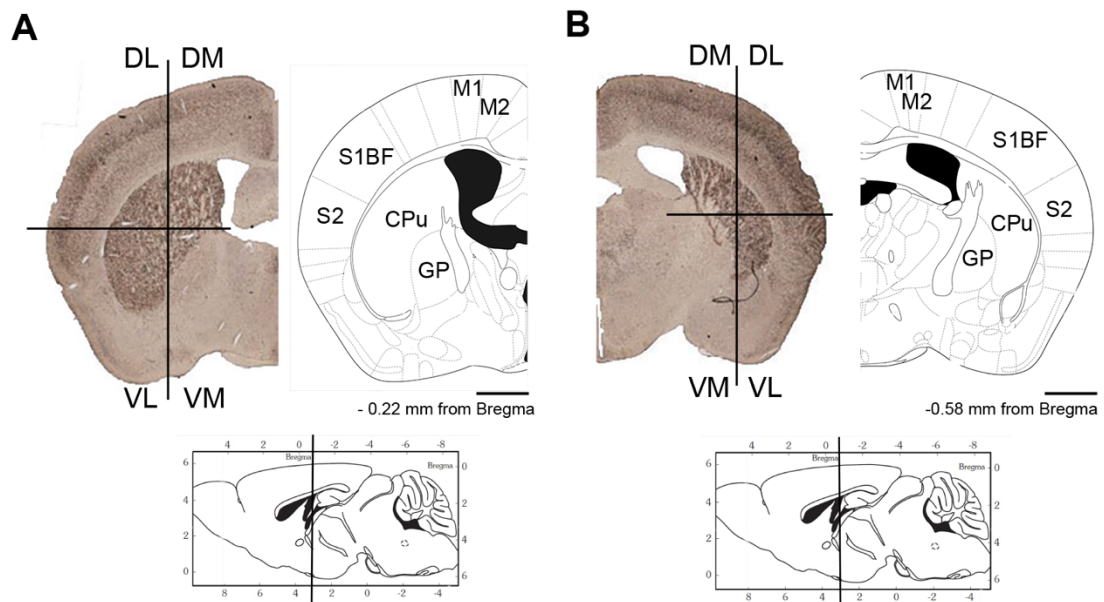 A
B
DL DM
DM DL
M1
M2
S1BF
S2
CPu
GP
M1
M2
S1BF
S2
CPu
GP
VL VM
VM VL
- 0.22 mm from Bregma
-0.58 mm from Bregma
4 2 0 -2 -4 -6 -8
Bregma
Bregma
6
4
2
0
0
2
4
6
8 6 4 2 0 -2 -4
4 2 0 -2 -4 -6 -8
Bregma
Bregma
6
4
2
0
0
2
4
6
8 6 4 2 0 -2 -4